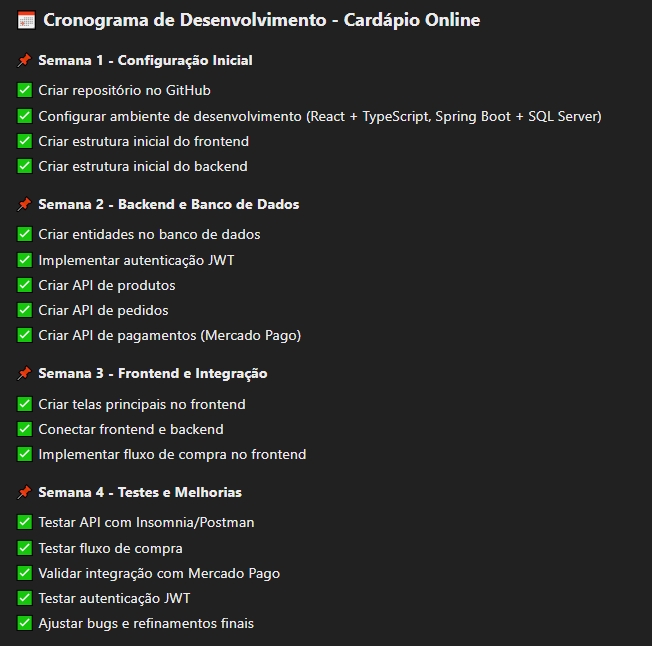 📅 Cronograma de Desenvolvimento - Cardápio Online
📌 Semana 1 - Configuração Inicial
✅ Criar repositório no GitHub
✅ Configurar ambiente de desenvolvimento (React + TypeScript, Spring Boot + SQL Server)
✅ Criar estrutura inicial do frontend
✅ Criar estrutura inicial do backend
📌 Semana 2 - Backend e Banco de Dados
✅ Criar entidades no banco de dados
✅ Implementar autenticação JWT
✅ Criar API de produtos
✅ Criar API de pedidos
✅ Criar API de pagamentos (Mercado Pago)
📌 Semana 3 - Frontend e Integração
✅ Criar telas principais no frontend
✅ Conectar frontend e backend
✅ Implementar fluxo de compra no frontend
📌 Semana 4 - Testes e Melhorias
✅ Testar API com Insomnia/Postman
✅ Testar fluxo de compra
✅ Validar integração com Mercado Pago
✅ Testar autenticação JWT
✅ Ajustar bugs e refinamentos finais